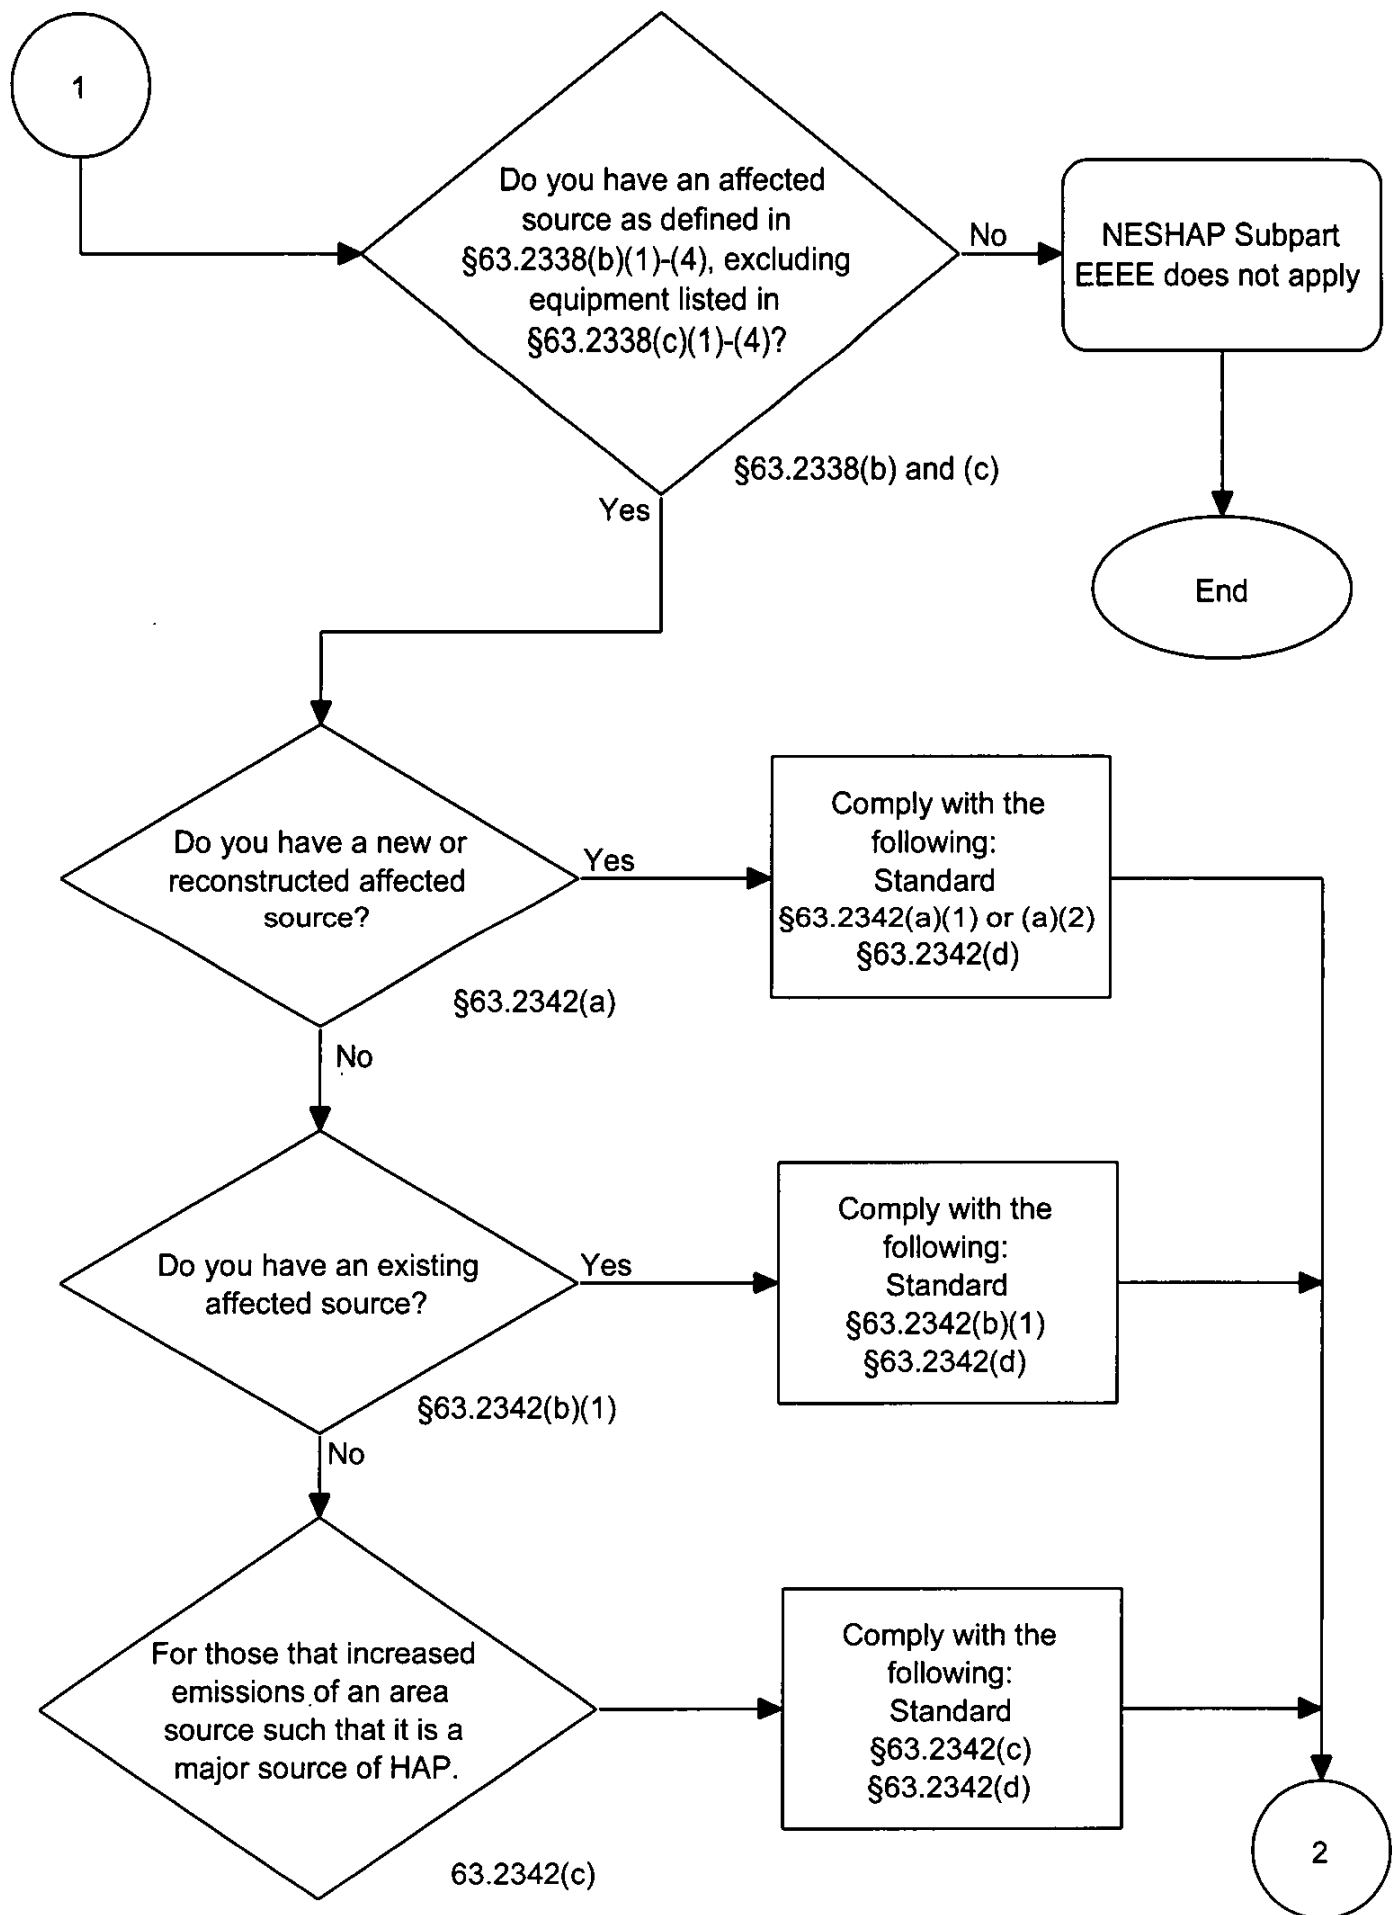 1
Do you have an affected
source as defined in
§63.2338(b)(1)-(4), excluding
equipment listed in
§63.2338(c)(1)-(4)?
No
NESHAP Subpart
EEEE does not apply
§63.2338(b) and (c)
Yes
End
Do you have a new or
reconstructed affected
source?
Yes
Comply with the
following:
Standard
§63.2342(a)(1) or (a)(2)
§63.2342(d)
§63.2342(a)
No
Do you have an existing
affected source?
Yes
Comply with the
following:
Standard
§63.2342(b)(1)
§63.2342(d)
§63.2342(b)(1)
No
For those that increased
emissions of an area
source such that it is a
major source of HAP.
Comply with the
following:
Standard
§63.2342(c)
§63.2342(d)
63.2342(c)
2